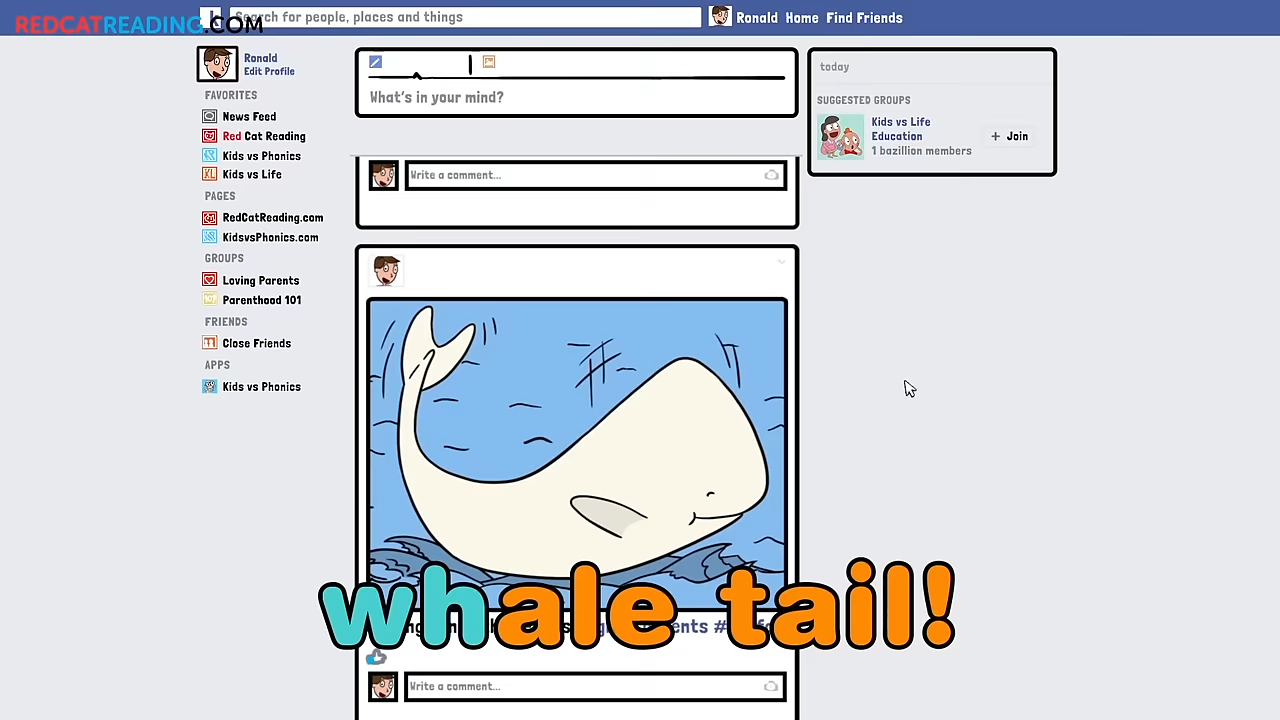 REDCATREADING.COM
Search for people, places and things
Ronald Home Find Friends
Ronald
Edit Profile
FAVORITES
News Feed
Red Cat Reading
Kids vs Phonics
Kids vs Life
PAGES
RedCatReading.com
KidsvsPhonics.com
GROUPS
Loving Parents
Parenthood 101
FRIENDS
Close Friends
APPS
Kids vs Phonics
What's in your mind?
Write a comment...
today
SUGGESTED GROUPS
Kids vs Life
Education
1 bazillion members
+ Join
whale tail!
Write a comment...